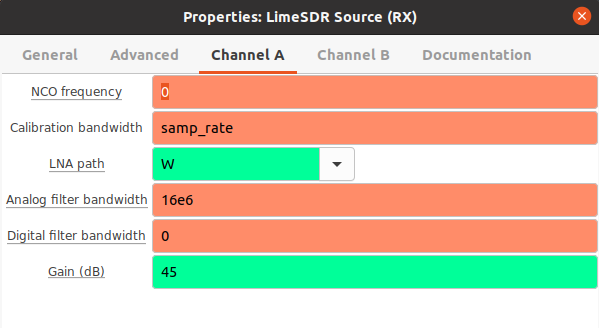 Properties: LimeSDR Source (RX)
General Advanced Channel A Channel B Documentation
NCO frequency 0
Calibration bandwidth samp_rate
LNA path W
Analog filter bandwidth 16e6
Digital filter bandwidth 0
Gain (dB) 45